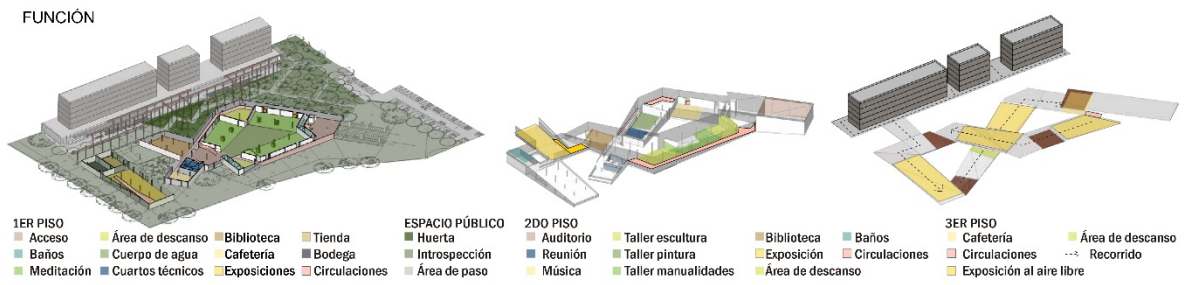 FUNCIÓN
1ER PISO
Acceso
Baños
Meditación
Área de descanso
Cuerpo de agua
Cuartos técnicos
Biblioteca
Cafetería
Exposiciones
Tienda
Bodega
Circulaciones
ESPACIO PÚBLICO
Huerta
Introspección
Área de paso
2DO PISO
Auditorio
Reunión
Música
Taller escultura
Taller pintura
Taller manualidades
Biblioteca
Exposición
Área de descanso
Baños
Circulaciones
3ER PISO
Cafetería
Circulaciones
Exposición al aire libre
Área de descanso
Recorrido